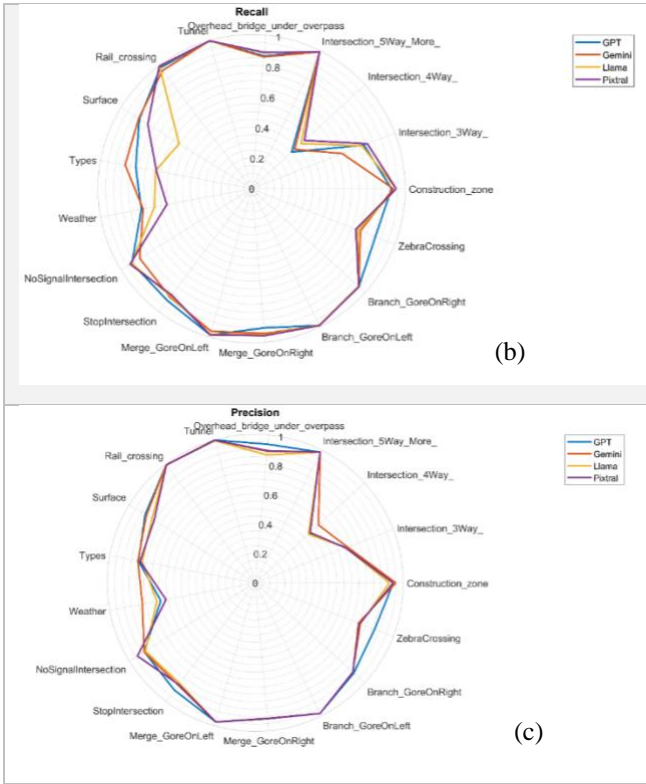 Recall
Overhead_bridge_under_overpass
Tunnel
1
Intersection_5Way_More_
Rail_crossing
0.8
Intersection_4Way_
Surface
0.6
0.4
Intersection_3Way_
Types
0.2
0
Construction_zone
Weather
ZebraCrossing
NoSignalIntersection
Branch_GoreOnRight
StopIntersection
Branch_GoreOnLeft
Merge_GoreOnLeft
Merge_GoreOnRight
GPT
Gemini
Llama
Pixtral
(b)
Precision
Overhead_bridge_under_overpass
Tunnel
1
Intersection_5Way_More_
Rail_crossing
0.8
Intersection_4Way_
Surface
0.6
0.4
Intersection_3Way_
Types
0.2
0
Construction_zone
Weather
ZebraCrossing
NoSignalIntersection
Branch_GoreOnRight
StopIntersection
Branch_GoreOnLeft
Merge_GoreOnLeft
Merge_GoreOnRight
GPT
Gemini
Llama
Pixtral
(c)